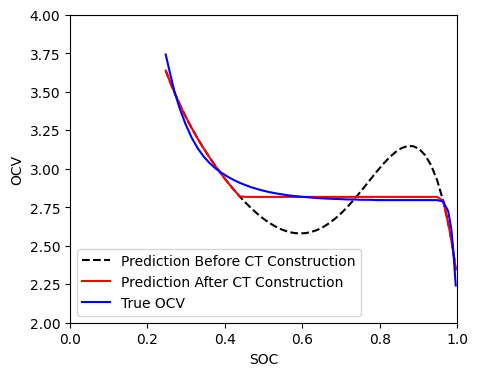 4.00
3.75
3.50
3.25
3.00
2.75
2.50
2.25
2.00
OCV
Prediction Before CT Construction
Prediction After CT Construction
True OCV
0.0 0.2 0.4 0.6 0.8 1.0
SOC